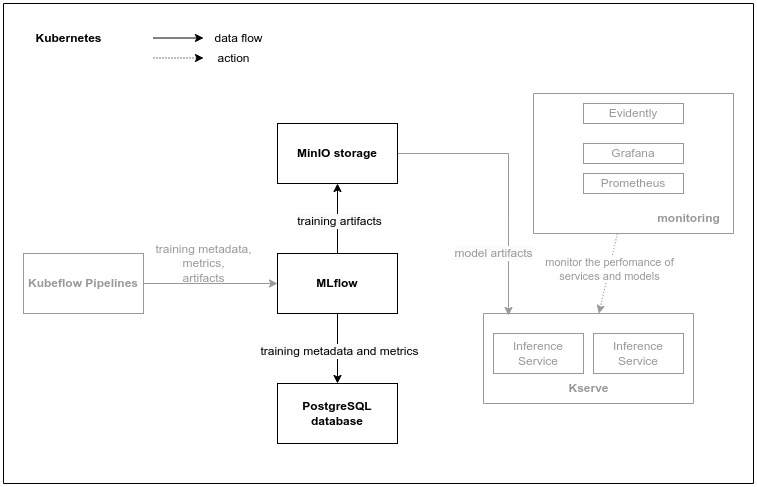 Kubernetes
data flow
action
Evidently
Grafana
Prometheus
monitoring
MinIO storage
training artifacts
training metadata,
metrics,
artifacts
model artifacts
monitor the perfomance of
services and models
Kubeflow Pipelines
MLflow
training metadata and metrics
Inference
Service
Inference
Service
Kserve
PostgreSQL
database